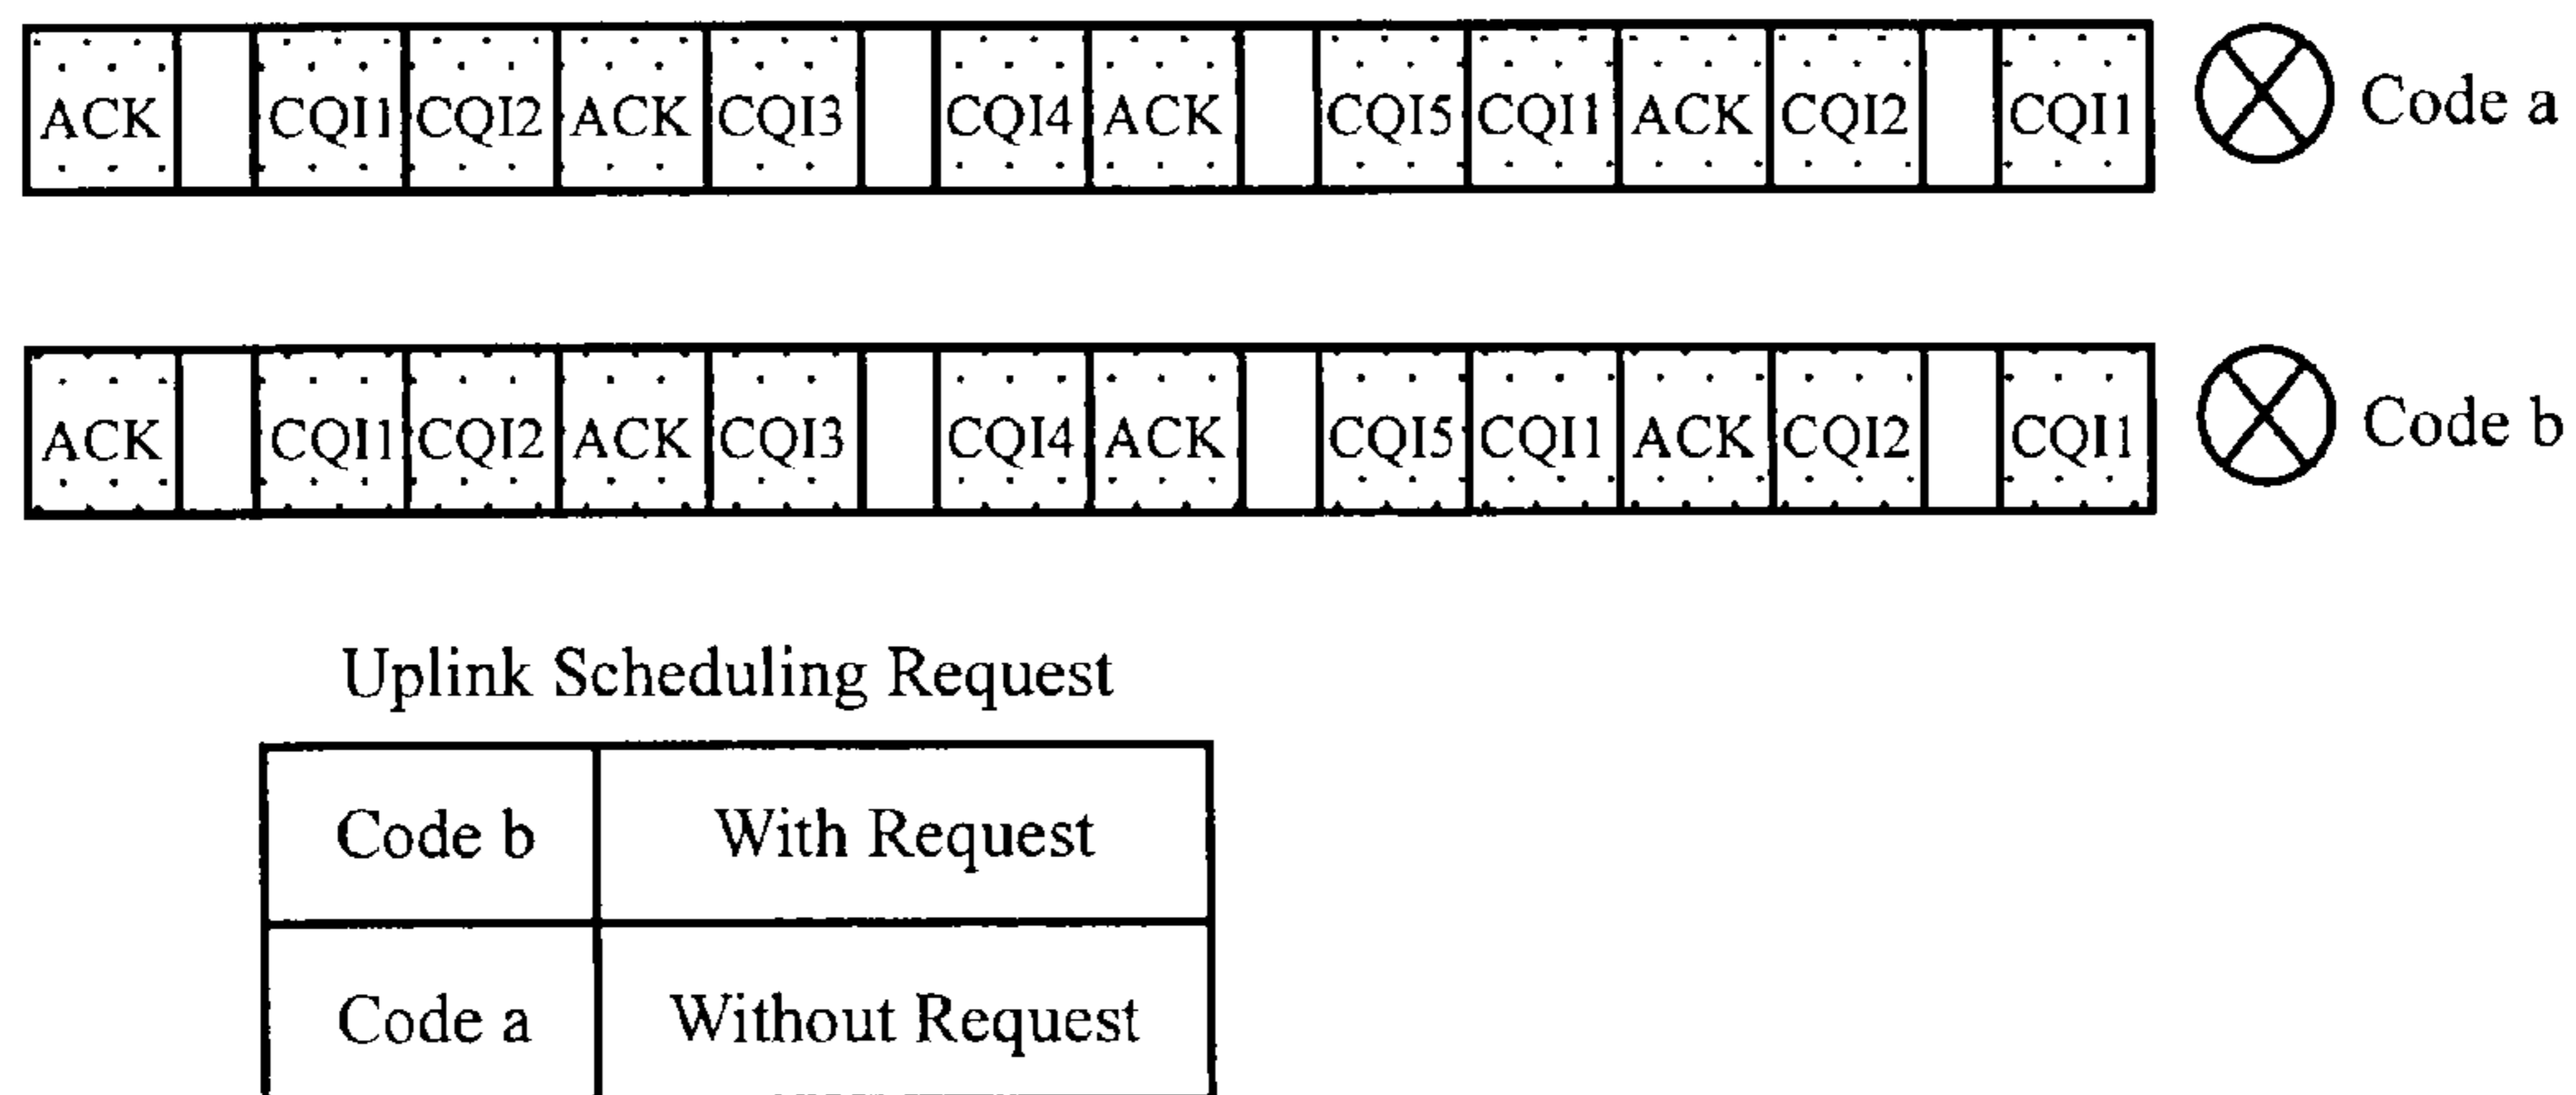 ACK CQI1 CQI2 ACK CQI3 CQI4 ACK CQI5 CQI1 ACK CQI2 CQI1 Code a
ACK CQI1 CQI2 ACK CQI3 CQI4 ACK CQI5 CQI1 ACK CQI2 CQI1 Code b
Uplink Scheduling Request
Code b With Request
Code a Without Request